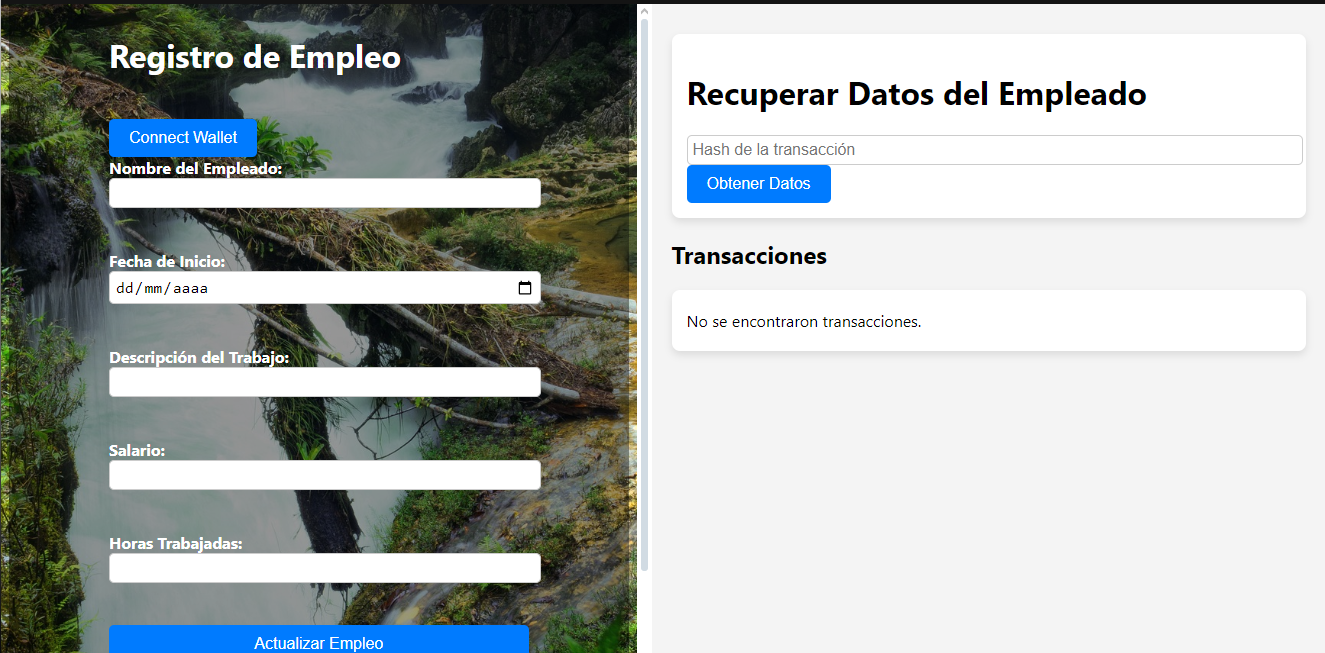 Registro de Empleo
Connect Wallet
Nombre del Empleado:
Fecha de Inicio:
dd/mm/aaaa
Descripción del Trabajo:
Salario:
Horas Trabajadas:
Actualizar Empleo
Recuperar Datos del Empleado
Hash de la transacción
Obtener Datos
Transacciones
No se encontraron transacciones.